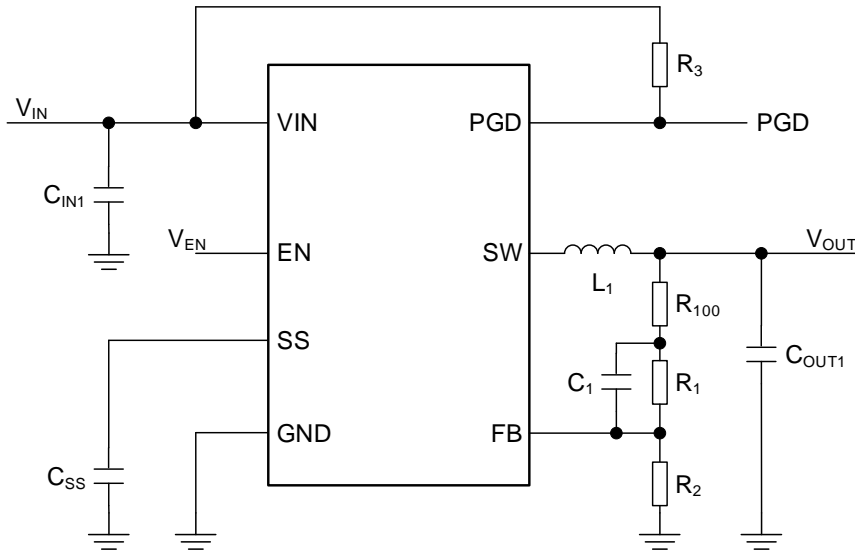 R3
VIN
VIN
PGD
PGD
CIN1
VEN
EN
SW
VOUT
L1
R100
SS
C1
R1
COUT1
GND
FB
CSS
R2